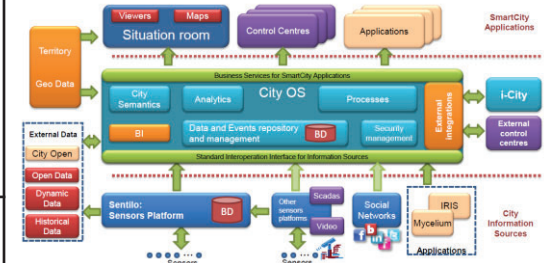 Viewers
Maps
Situation room
Control Centres
Applications
SmartCity
Applications
Territory
Geo Data
Business Services for SmartCity Applications
City
Semantics
Analytics
City OS
Processes
BI
Data and Events repository
and management
BD
Security
management
External
Integrations
i-City
External
control
centres
Standard Interoperation Interface for Information Sources
External Data
City Open
Open Data
Dynamic
Data
Historical
Data
Sentilo:
Sensors Platform
BD
Other
sensors
platforms
Scadas
Video
Social
Networks
IRIS
Mycelium
Applications
City
Information
Sources
Sensors
Sensors